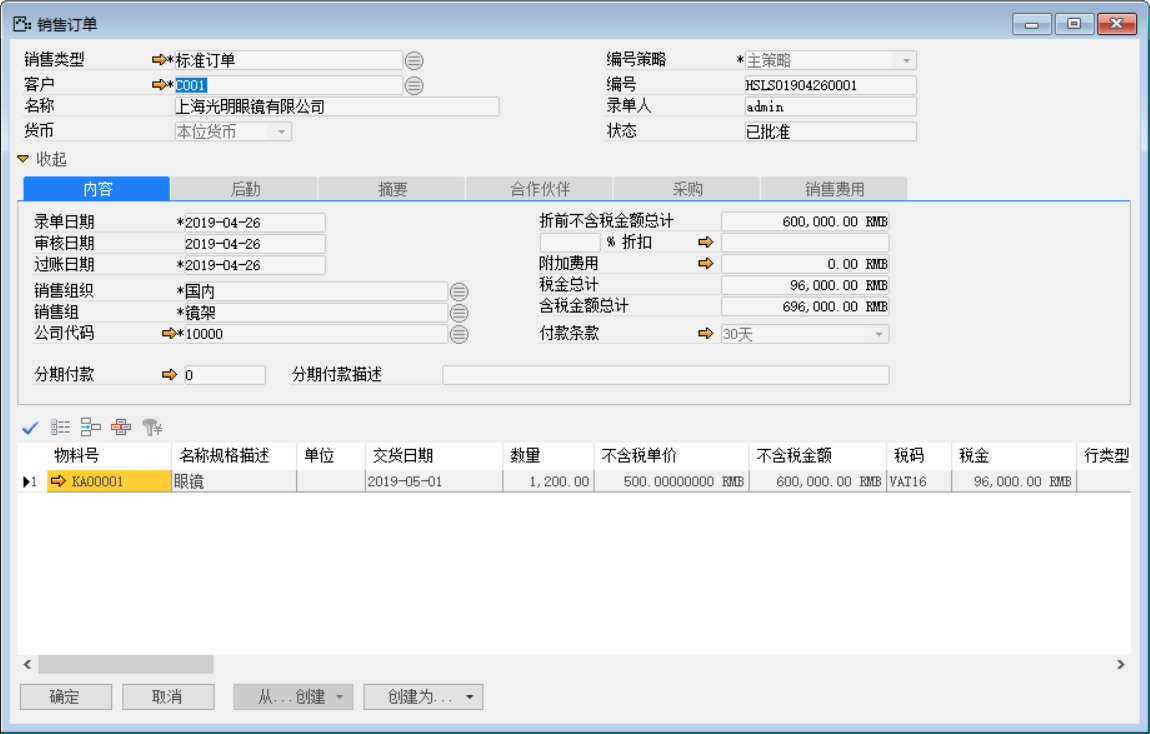 销售订单
销售类型 *标准订单 编号策略 *主策略
客户 *C001 编号 HSLS01904260001
名称 上海光明眼镜有限公司 录单人 admin
货币 本位货币 状态 已批准
收起
内容 后勤 摘要 合作伙伴 采购 销售费用
录单日期 *2019-04-26 折前不含税金额总计 600,000.00 RMB
审核日期 2019-04-26 % 折扣
过账日期 *2019-04-26 附加费用 0.00 RMB
销售组织 *国内 税金总计 96,000.00 RMB
销售组 *镜架 含税金额总计 696,000.00 RMB
公司代码 *10000 付款条款 30天
分期付款 0 分期付款描述
物料号 名称规格描述 单位 交货日期 数量 不含税单价 不含税金额 税码 税金 行类型
1 KA00001 眼镜 2019-05-01 1,200.00 500.00000000 RMB 600,000.00 RMB VAT16 96,000.00 RMB
确定 取消 从...创建 创建为...